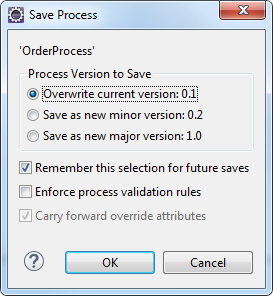 Save Process
'OrderProcess'
Process Version to Save
Overwrite current version: 0.1
Save as new minor version: 0.2
Save as new major version: 1.0
Remember this selection for future saves
Enforce process validation rules
Carry forward override attributes
?
OK
Cancel